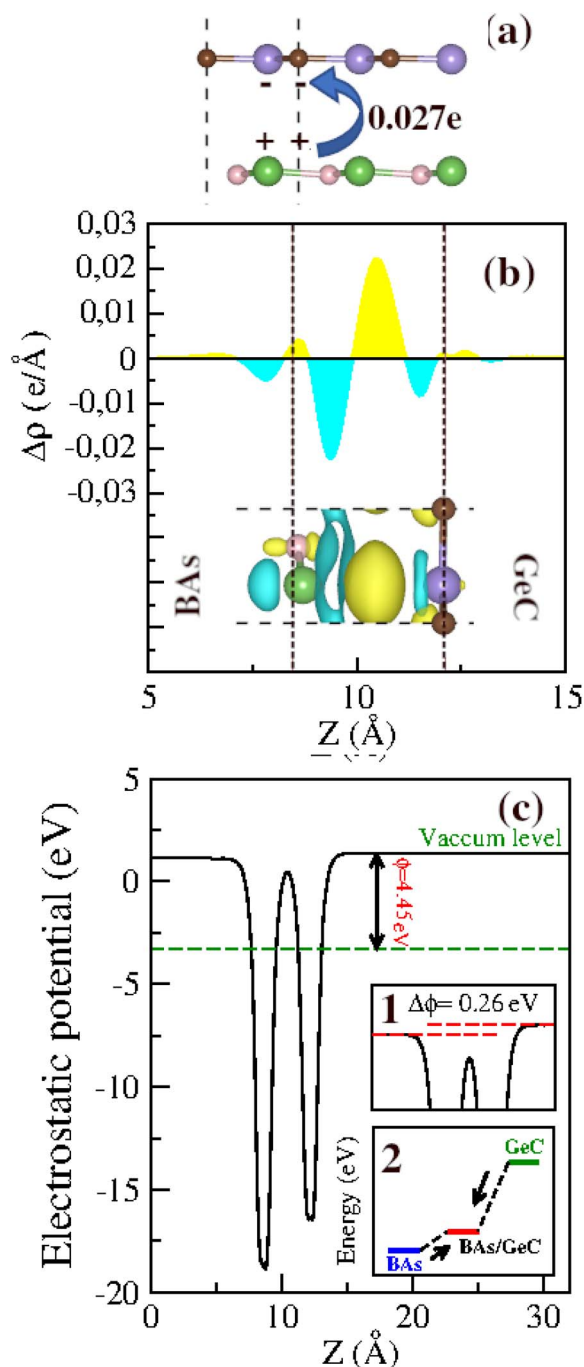 (a)
- -
0.027e
+ +
0,03
0,02
0,01
0
-0,01
-0,02
-0,03
Δρ (e/Å)
(b)
BAs
GeC
5 10 15
Z (Å)
5
0
-5
-10
-15
-20
Electrostatic potential (eV)
(c)
Vaccum level
ϕ=4.45 eV
1 Δϕ= 0.26 eV
2
Energy (eV)
GeC
BAs/GeC
BAs
0 10 20 30
Z (Å)